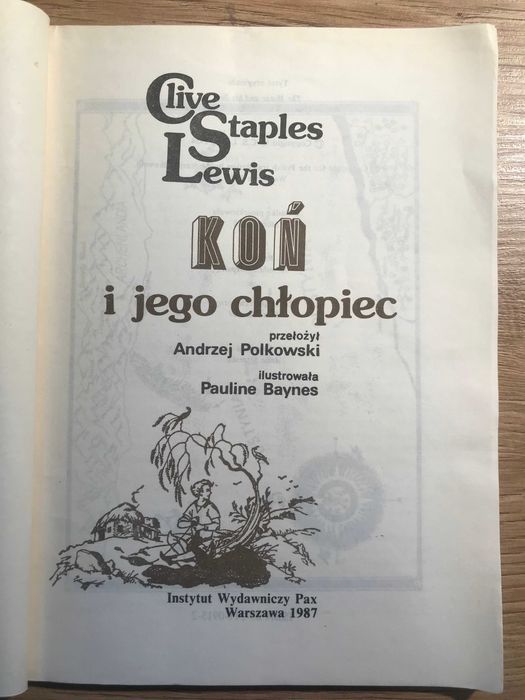 Clive
Staples
Lewis
KOŃ
i jego chłopiec
przełożył
Andrzej Polkowski
ilustrowała
Pauline Baynes
Instytut Wydawniczy Pax
Warszawa 1987